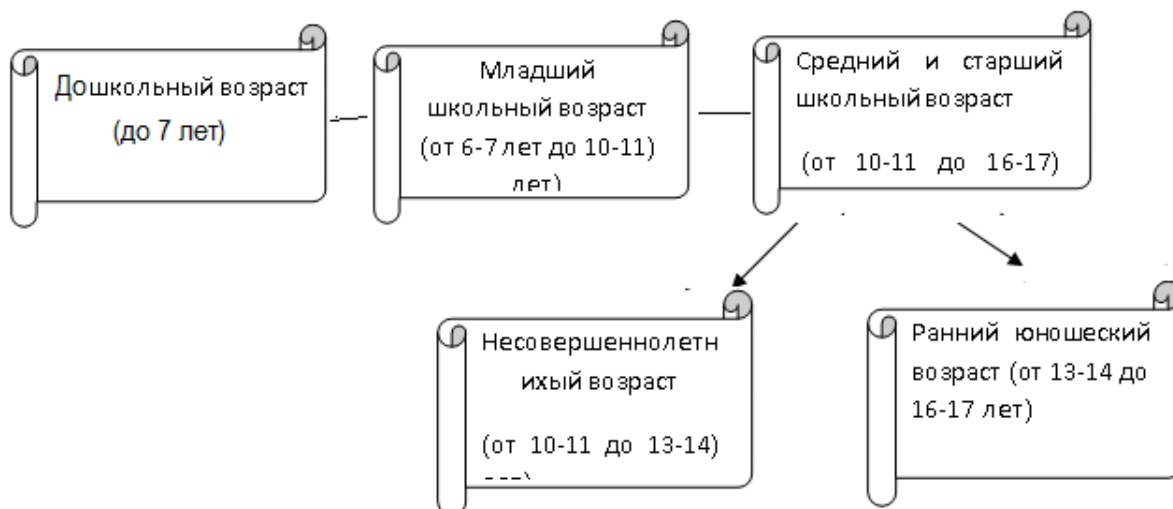 Дошкольный возраст
(до 7 лет)
Младший
школьный возраст
(от 6-7 лет до 10-11)
лет)
Средний и старший
школьный возраст
(от 10-11 до 16-17)
Несовершеннолетн
ихый возраст
(от 10-11 до 13-14)
Ранний юношеский
возраст (от 13-14 до
16-17 лет)